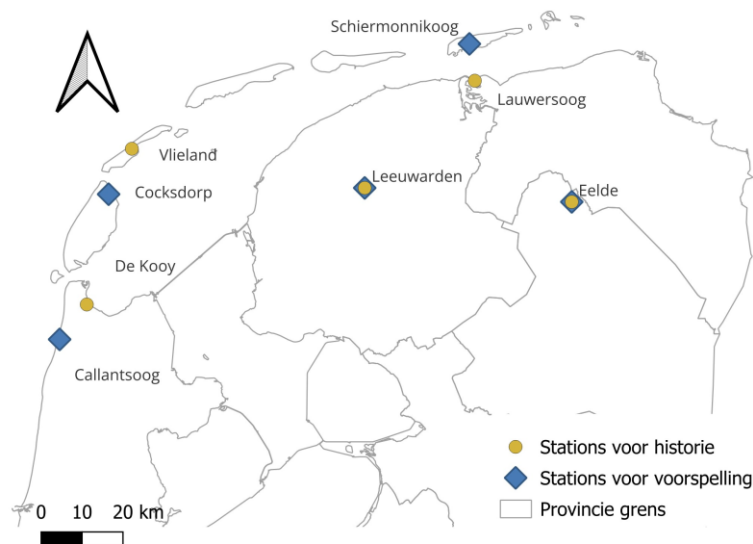 Schiermonnikoog
Lauwersoog
Vlieland
Leeuwarden
Eelde
Cocksdorp
De Kooy
Callantsoog
Stations voor historie
Stations voor voorspelling
Provincie grens
0 10 20 km